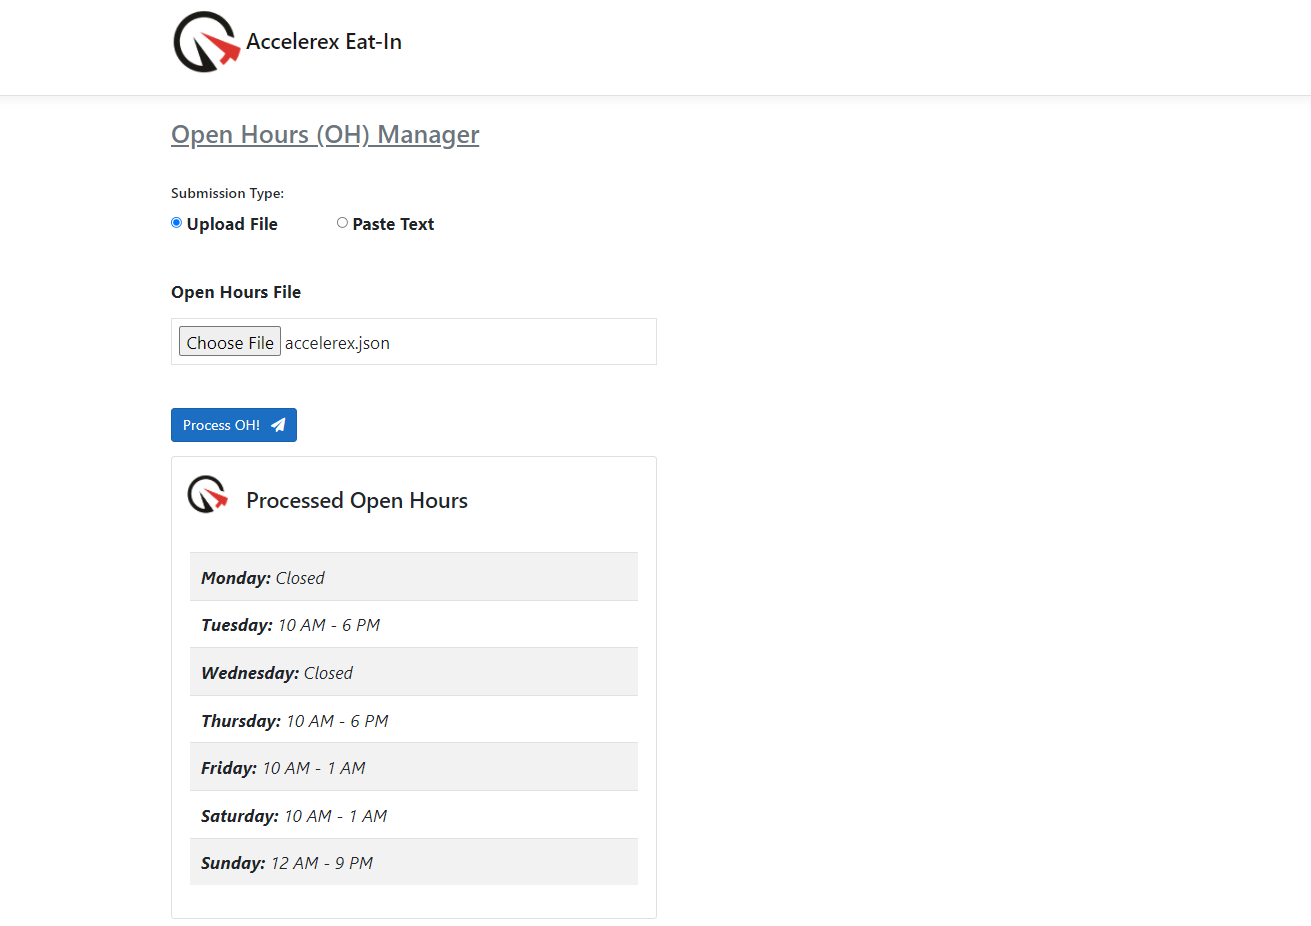 Accelerex Eat-In
Open Hours (OH) Manager
Submission Type:
Upload File Paste Text
Open Hours File
Choose File accelerex.json
Process OH!
Processed Open Hours
Monday: Closed
Tuesday: 10 AM - 6 PM
Wednesday: Closed
Thursday: 10 AM - 6 PM
Friday: 10 AM - 1 AM
Saturday: 10 AM - 1 AM
Sunday: 12 AM - 9 PM